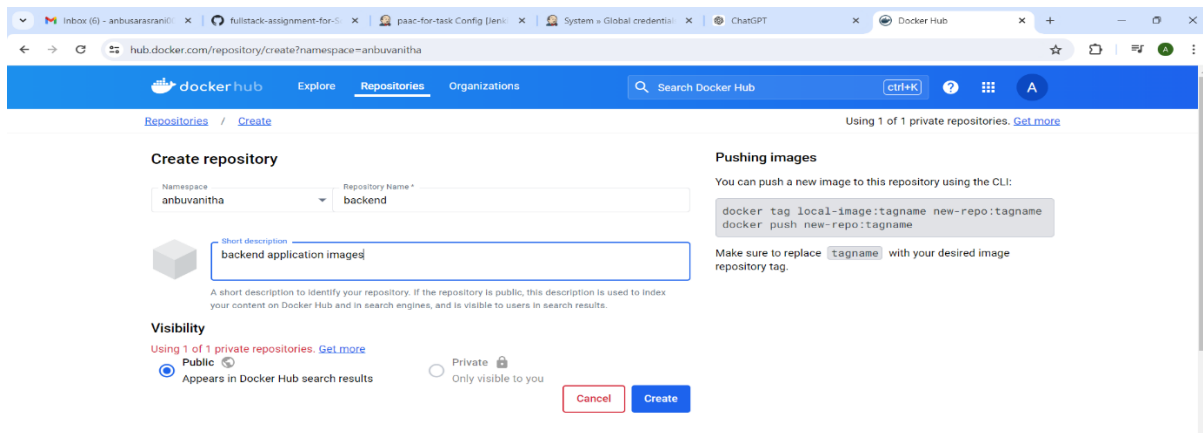 Inbox (6) - anbusarasrani0
fullstack-assignment-for-S
paac-for-task Config [Jenk
System » Global credential
ChatGPT
Docker Hub
hub.docker.com/repository/create?namespace=anbuvanitha
A
dockerhub
Explore
Repositories
Organizations
Search Docker Hub
ctrl+K
?
A
Repositories / Create
Using 1 of 1 private repositories. Get more
Create repository
Namespace
anbuvanitha
Repository Name *
backend
Short description
backend application images
A short description to identify your repository. If the repository is public, this description is used to index
your content on Docker Hub and in search engines, and is visible to users in search results.
Visibility
Using 1 of 1 private repositories. Get more
Public
Appears in Docker Hub search results
Private
Only visible to you
Cancel
Create
Pushing images
You can push a new image to this repository using the CLI:
docker tag local-image:tagname new-repo:tagname
docker push new-repo:tagname
Make sure to replace tagname with your desired image
repository tag.